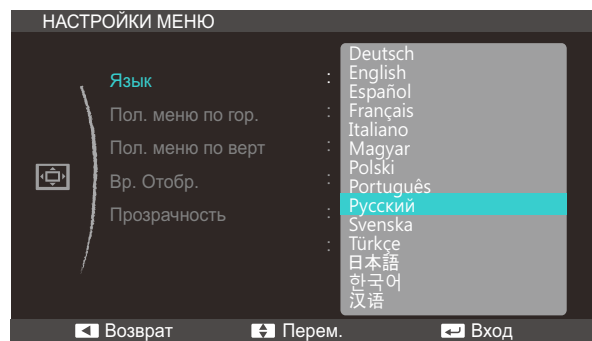 НАСТРОЙКИ МЕНЮ
Язык :
Пол. меню по гор. :
Пол. меню по верт :
Вр. Отобр. :
Прозрачность :
:
Deutsch
English
Español
Français
Italiano
Magyar
Polski
Português
Русский
Svenska
Türkçe
日本語
한국어
汉语
Возврат Перем. Вход